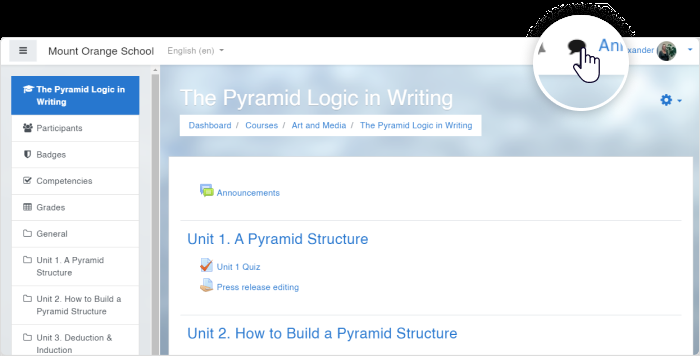 Mount Orange School English (en)
An
xander
The Pyramid Logic in
Writing
Participants
Badges
Competencies
Grades
General
Unit 1. A Pyramid
Structure
Unit 2. How to Build a
Pyramid Structure
Unit 3. Deduction &
Induction
The Pyramid Logic in Writing
Dashboard / Courses / Art and Media / The Pyramid Logic in Writing
Announcements
Unit 1. A Pyramid Structure
Unit 1 Quiz
Press release editing
Unit 2. How to Build a Pyramid Structure